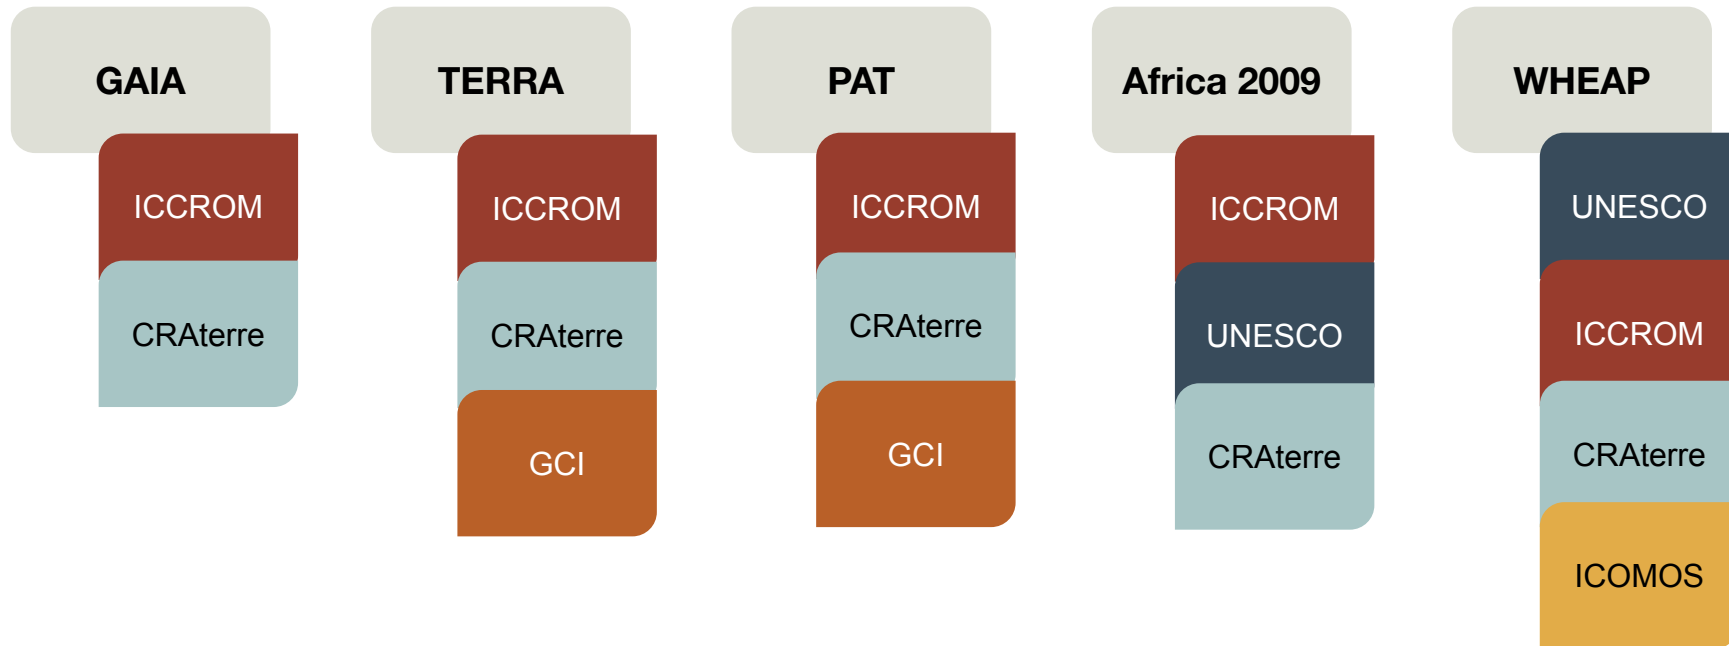 GAIA
ICCROM
CRAterre
TERRA
ICCROM
CRAterre
GCI
PAT
ICCROM
CRAterre
GCI
Africa 2009
ICCROM
UNESCO
CRAterre
WHEAP
UNESCO
ICCROM
CRAterre
ICOMOS